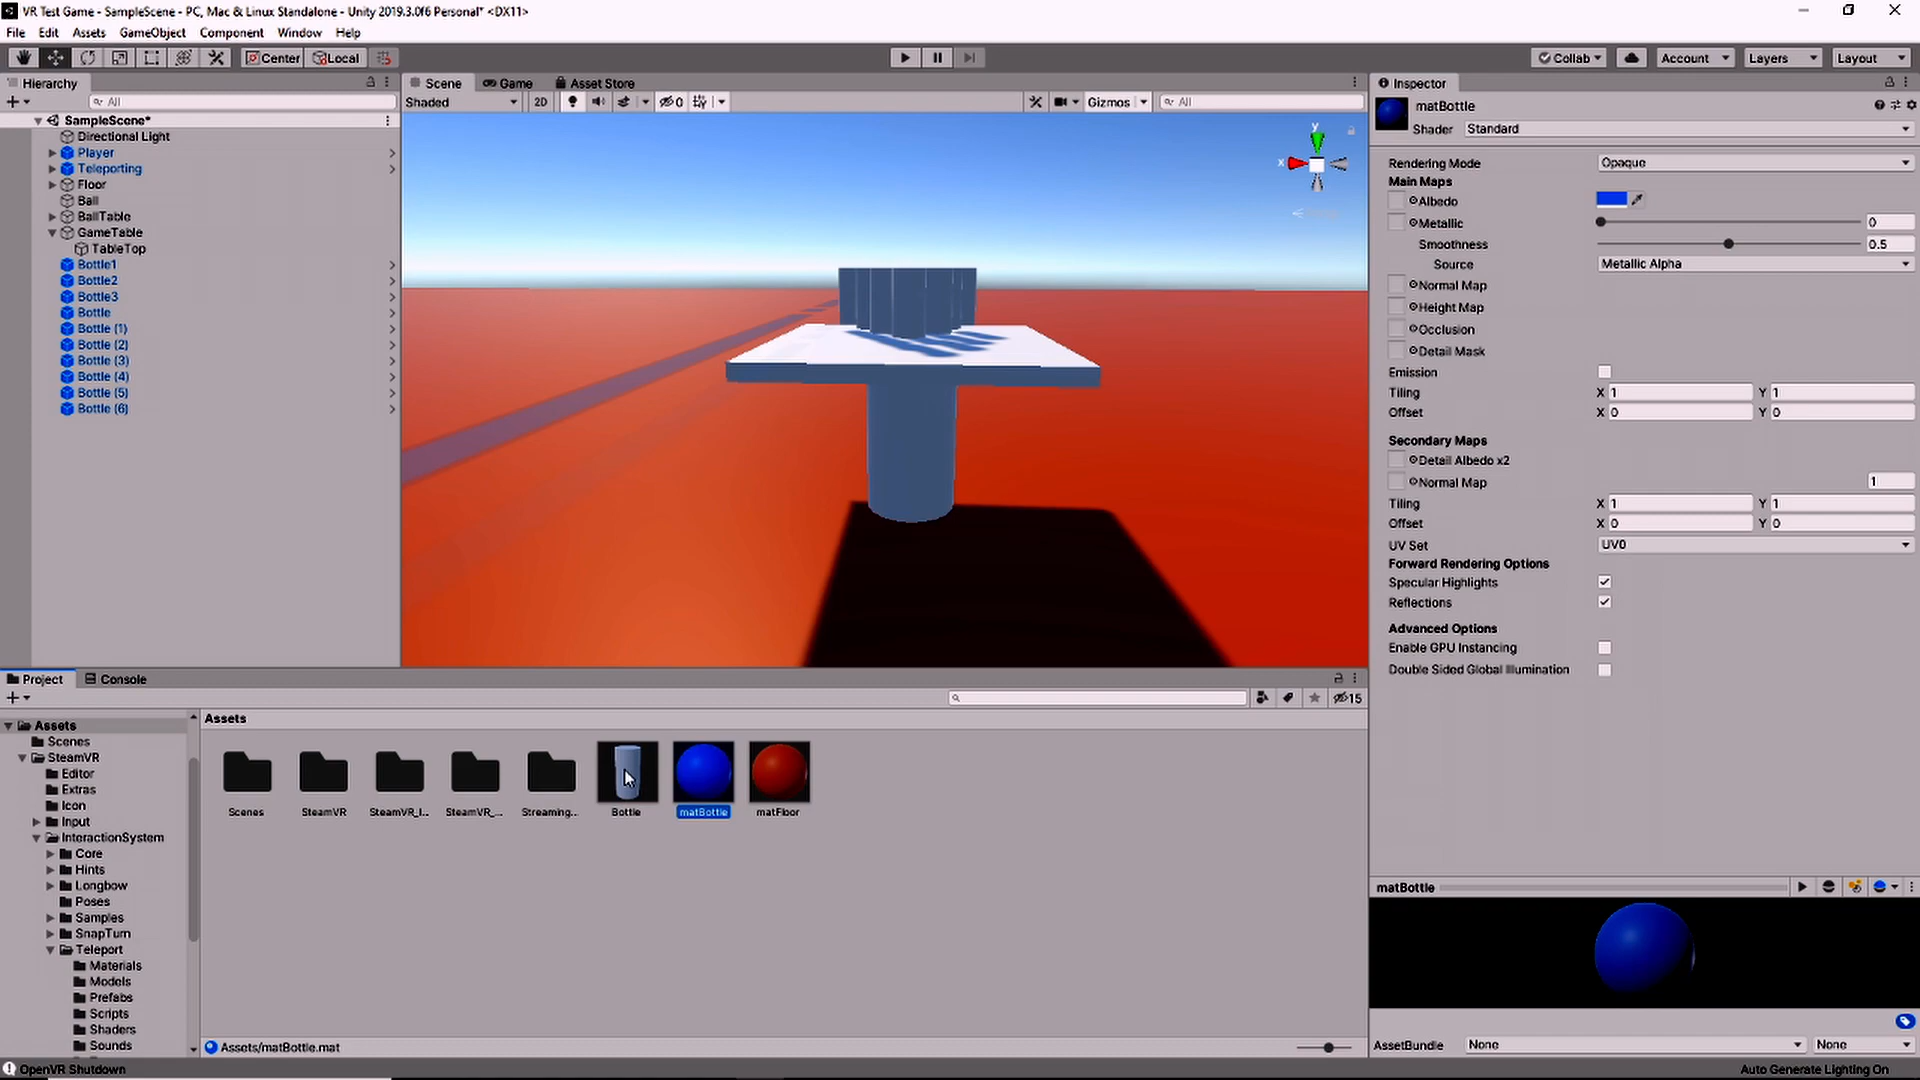 VR Test Game - SampleScene - PC, Mac & Linux Standalone - Unity 2019.3.0f6 Personal* <DX11>
File Edit Assets GameObject Component Window Help
Center Local
Collab Account Layers Layout
Hierarchy
All
SampleScene*
Directional Light
Player
Teleporting
Floor
Ball
BallTable
GameTable
TableTop
Bottle1
Bottle2
Bottle3
Bottle
Bottle (1)
Bottle (2)
Bottle (3)
Bottle (4)
Bottle (5)
Bottle (6)
Scene Game Asset Store
Shaded 2D 0 Gizmos All
y
x
Inspector
matBottle
Shader Standard
Rendering Mode Opaque
Main Maps
Albedo
Metallic 0
Smoothness 0.5
Source Metallic Alpha
Normal Map
Height Map
Occlusion
Detail Mask
Emission
Tiling X 1 Y 1
Offset X 0 Y 0
Secondary Maps
Detail Albedo x2
Normal Map 1
Tiling X 1 Y 1
Offset X 0 Y 0
UV Set UV0
Forward Rendering Options
Specular Highlights
Reflections
Advanced Options
Enable GPU Instancing
Double Sided Global Illumination
matBottle
AssetBundle None None
Project Console
15
Assets
Scenes
SteamVR
Editor
Extras
Icon
Input
InteractionSystem
Core
Hints
Longbow
Poses
Samples
SnapTurn
Teleport
Materials
Models
Prefabs
Scripts
Shaders
Sounds
Assets
Scenes SteamVR SteamVR_I... SteamVR_... Streaming... Bottle matBottle matFloor
Assets/matBottle.mat
OpenVR Shutdown
Auto Generate Lighting On